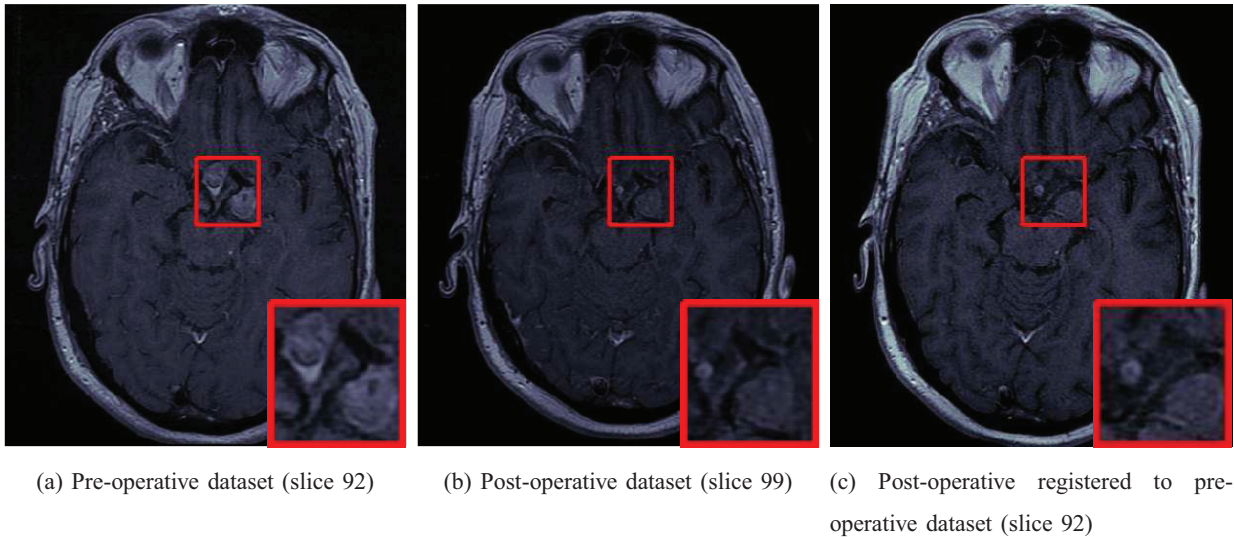 (a) Pre-operative dataset (slice 92)
(b) Post-operative dataset (slice 99)
(c) Post-operative registered to pre-
operative dataset (slice 92)